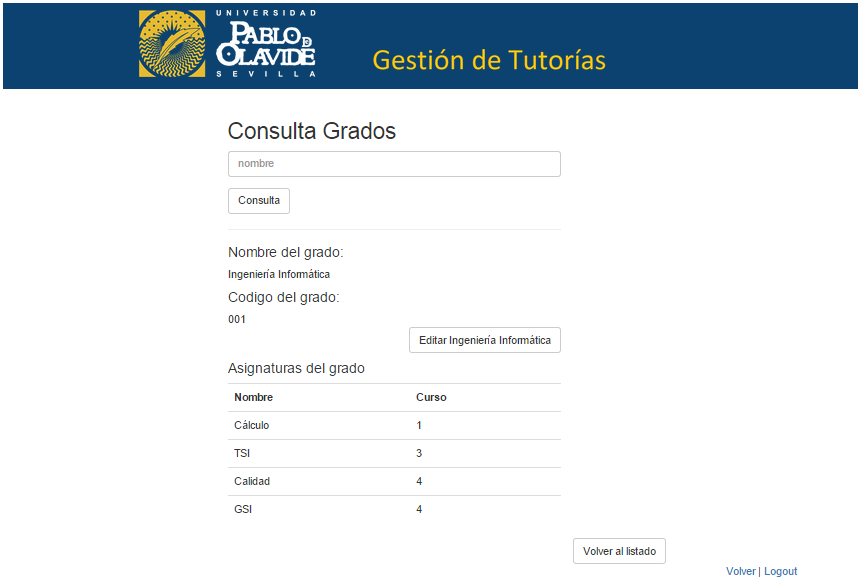 UNIVERSIDAD
PABLO DE
OLAVIDE
SEVILLA
Gestión de Tutorías
Consulta Grados
nombre
Consulta
Nombre del grado:
Ingeniería Informática
Codigo del grado:
001
Editar Ingeniería Informática
Asignaturas del grado
Nombre Curso
Cálculo 1
TSI 3
Calidad 4
GSI 4
Volver al listado
Volver | Logout